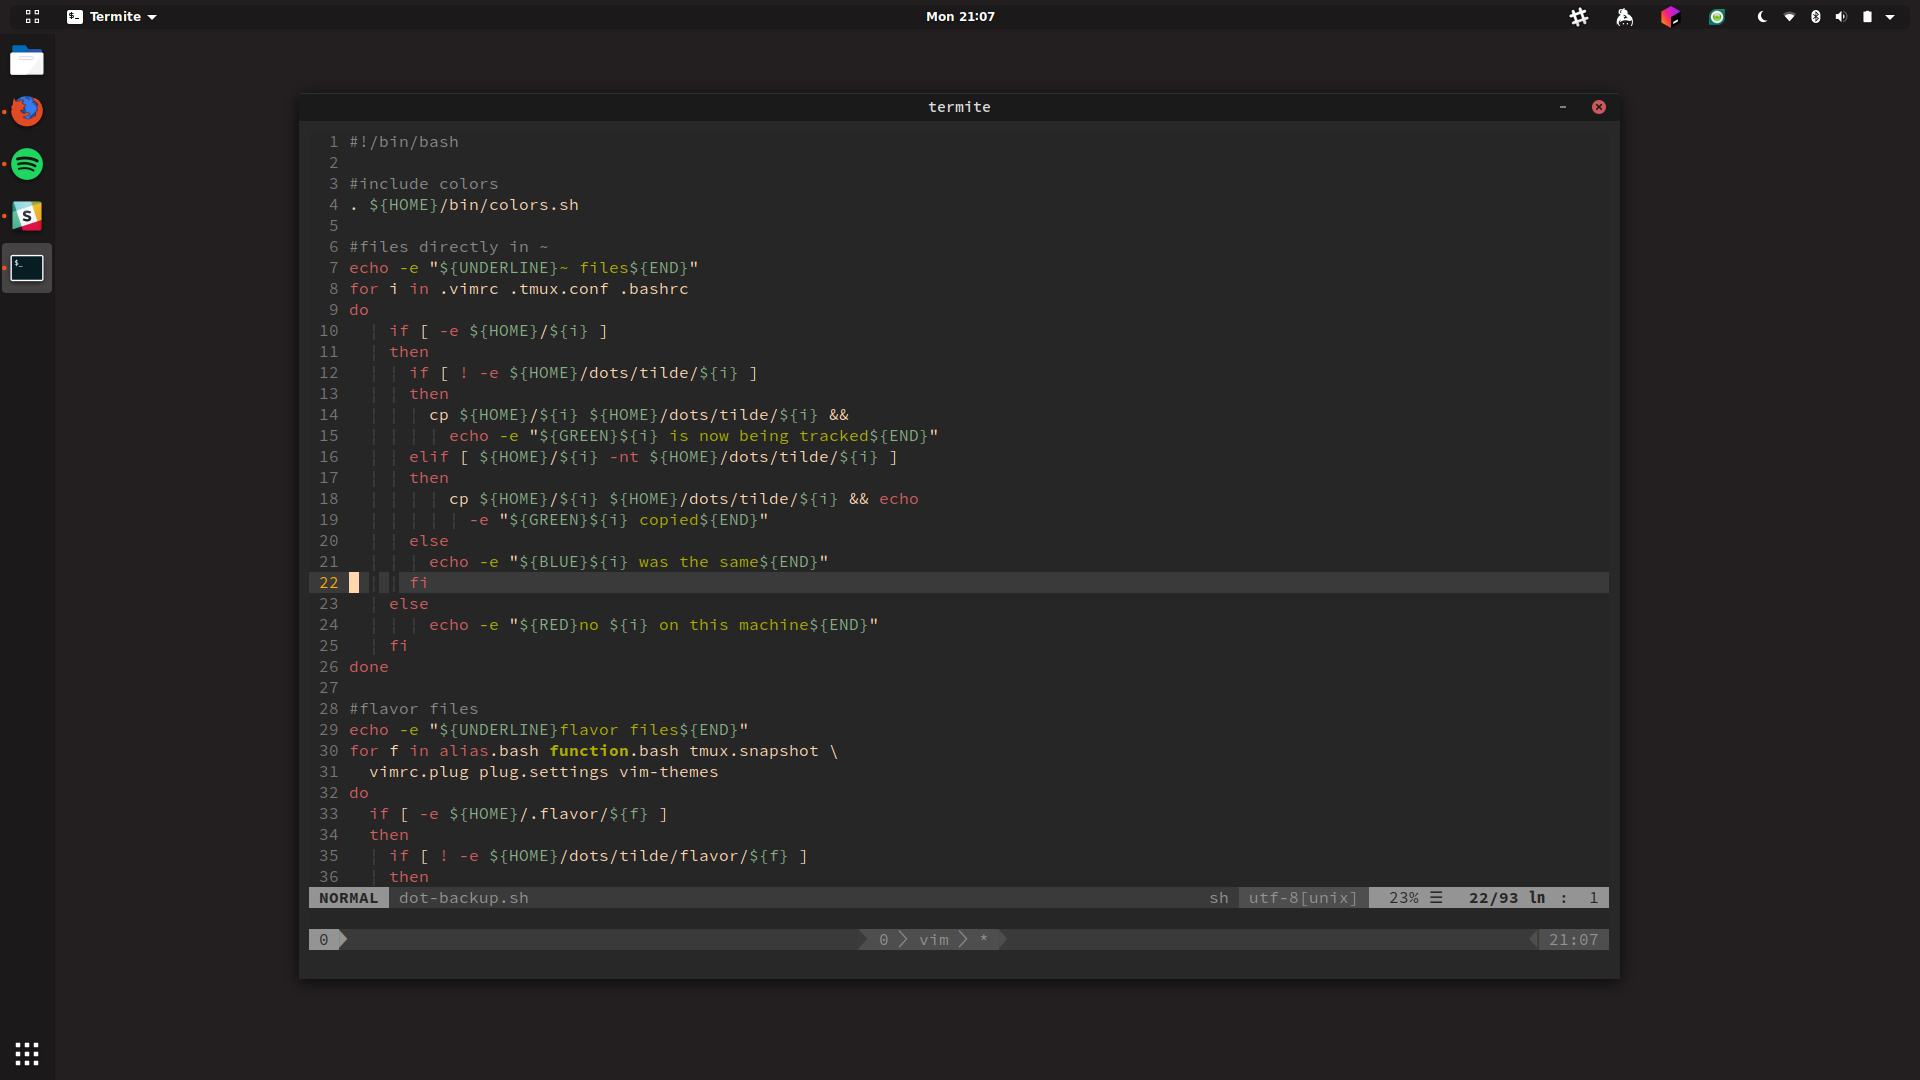 Termite
Mon 21:07
termite
1 #!/bin/bash
2
3 #include colors
4 . ${HOME}/bin/colors.sh
5
6 #files directly in ~
7 echo -e "${UNDERLINE}~ files${END}"
8 for i in .vimrc .tmux.conf .bashrc
9 do
10 if [ -e ${HOME}/${i} ]
11 then
12 if [ ! -e ${HOME}/dots/tilde/${i} ]
13 then
14 cp ${HOME}/${i} ${HOME}/dots/tilde/${i} &&
15 echo -e "${GREEN}${i} is now being tracked${END}"
16 elif [ ${HOME}/${i} -nt ${HOME}/dots/tilde/${i} ]
17 then
18 cp ${HOME}/${i} ${HOME}/dots/tilde/${i} && echo
19 -e "${GREEN}${i} copied${END}"
20 else
21 echo -e "${BLUE}${i} was the same${END}"
22 fi
23 else
24 echo -e "${RED}no ${i} on this machine${END}"
25 fi
26 done
27
28 #flavor files
29 echo -e "${UNDERLINE}flavor files${END}"
30 for f in alias.bash function.bash tmux.snapshot \
31 vimrc.plug plug.settings vim-themes
32 do
33 if [ -e ${HOME}/.flavor/${f} ]
34 then
35 if [ ! -e ${HOME}/dots/tilde/flavor/${f} ]
36 then
NORMAL dot-backup.sh sh utf-8[unix] 23% ☰ 22/93 ln : 1
0 0 vim * 21:07